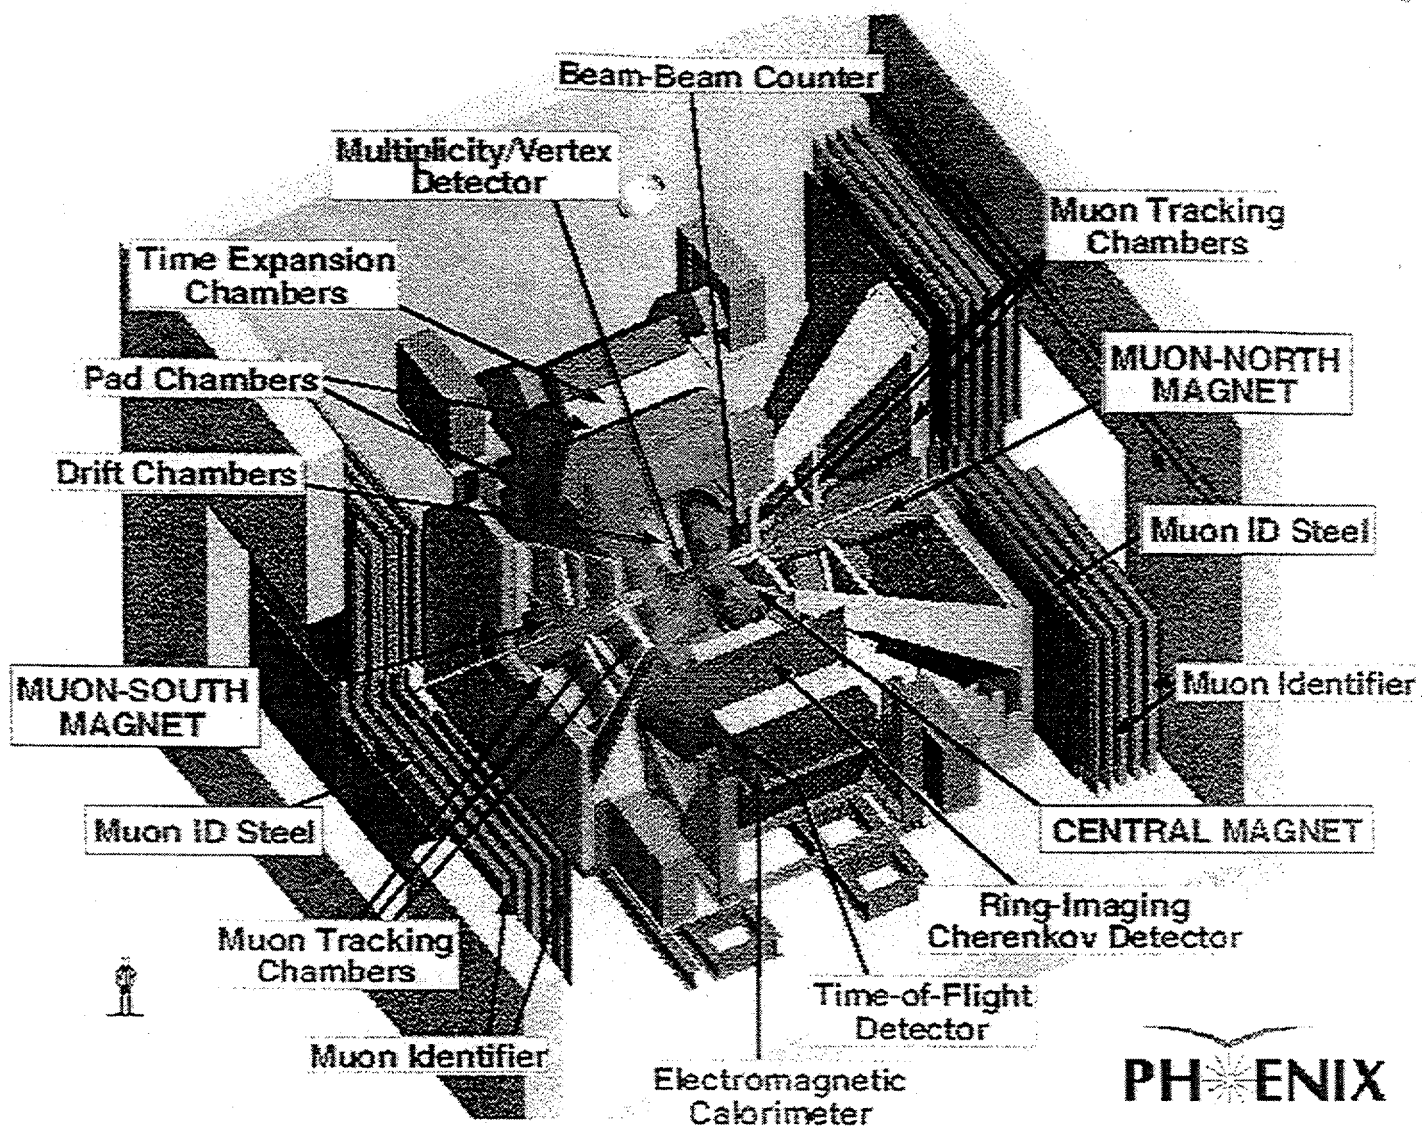 Beam-Beam Counter
Multiplicity/Vertex
Detector
Muon Tracking
Chambers
Time Expansion
Chambers
MUON-NORTH
MAGNET
Pad Chambers
Drift Chambers
Muon ID Steel
MUON-SOUTH
MAGNET
Muon Identifier
Muon ID Steel
CENTRAL MAGNET
Ring-Imaging
Cherenkov Detector
Muon Tracking
Chambers
Time-of-Flight
Detector
Muon Identifier
Electromagnetic
Calorimeter
PHENIX